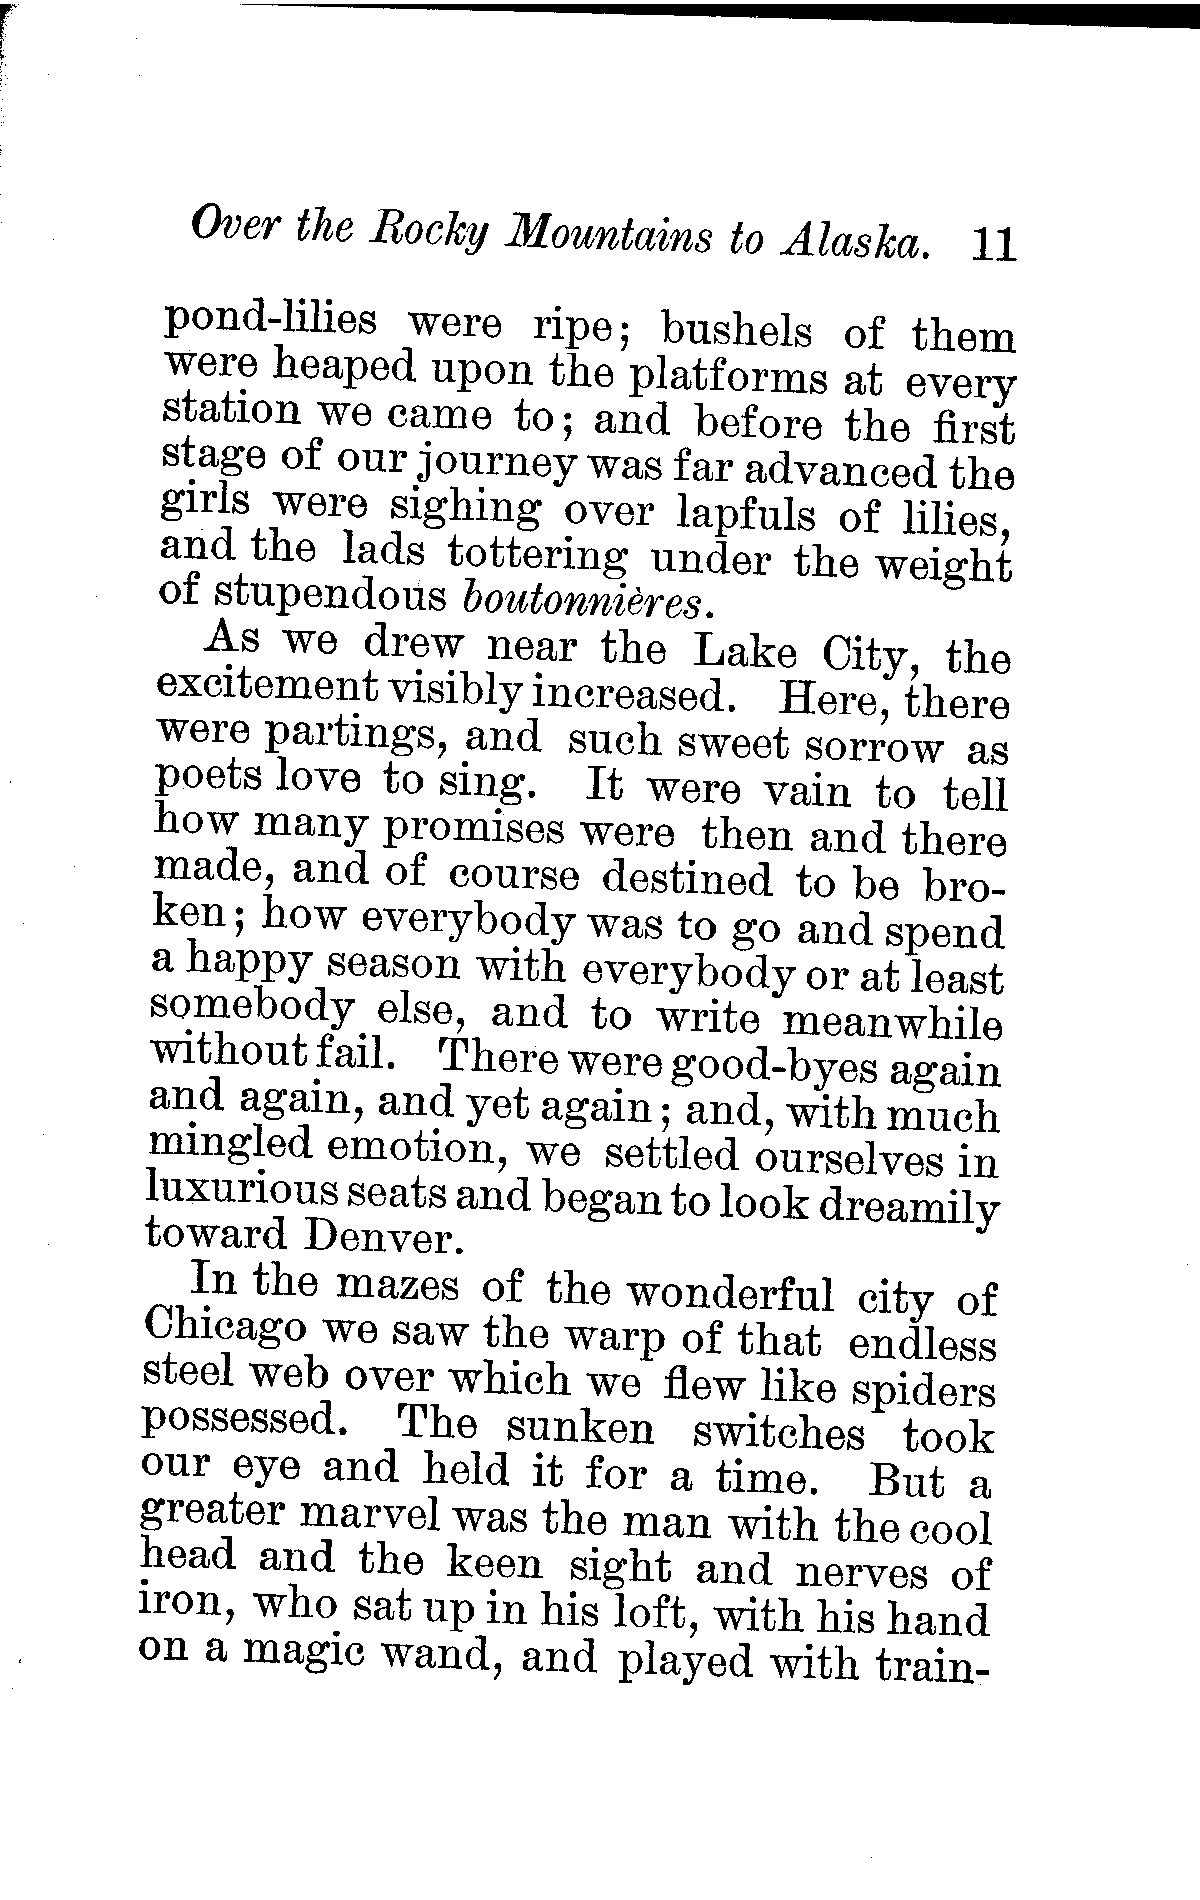 Over the Rocky Mountains to Alaska. 11
pond-lilies were ripe; bushels of them
were heaped upon the platforms at every
station we came to; and before the first
stage of our journey was far advanced the
girls were sighing over lapfuls of lilies,
and the lads tottering under the weight
of stupendous boutonnières.
As we drew near the Lake City, the
excitement visibly increased. Here, there
were partings, and such sweet sorrow as
poets love to sing. It were vain to tell
how many promises were then and there
made, and of course destined to be bro-
ken; how everybody was to go and spend
a happy season with everybody or at least
somebody else, and to write meanwhile
without fail. There were good-byes again
and again, and yet again; and, with much
mingled emotion, we settled ourselves in
luxurious seats and began to look dreamily
toward Denver.
In the mazes of the wonderful city of
Chicago we saw the warp of that endless
steel web over which we flew like spiders
possessed. The sunken switches took
our eye and held it for a time. But a
greater marvel was the man with the cool
head and the keen sight and nerves of
iron, who sat up in his loft, with his hand
on a magic wand, and played with train-